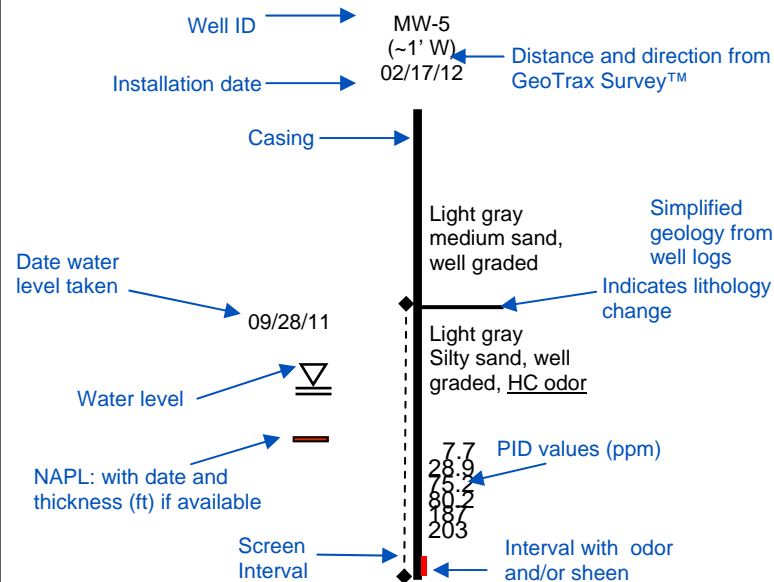 Well ID
MW-5
(~1' W)
02/17/12
Distance and direction from
GeoTrax Survey™
Installation date
Casing
Light gray
medium sand,
well graded
Simplified
geology from
well logs
Date water
level taken
Indicates lithology
change
09/28/11
Light gray
Silty sand, well
graded, HC odor
Water level
NAPL: with date and
thickness (ft) if available
7.7
28.9
75.2
80.2
187
203
PID values (ppm)
Screen
Interval
Interval with odor
and/or sheen